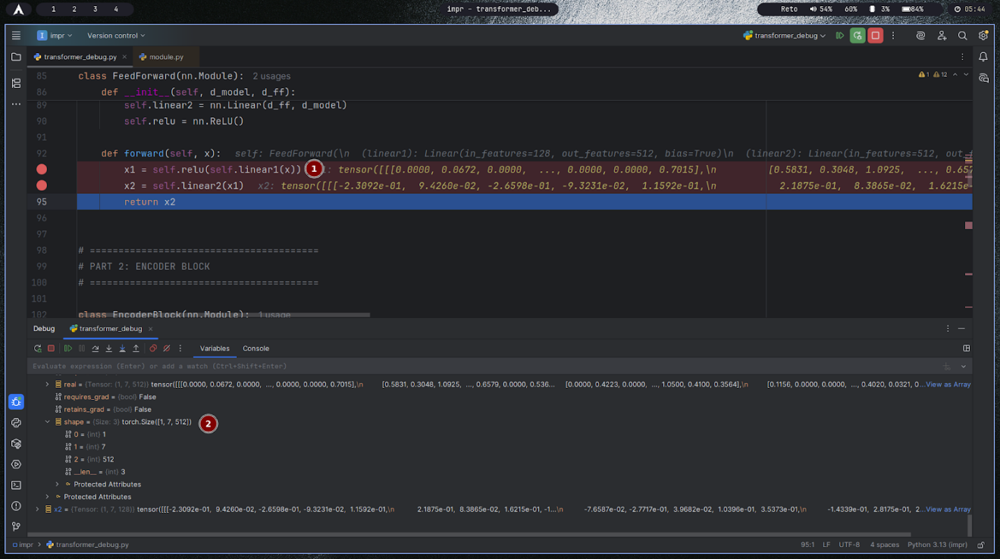 1 2 3 4 impr - transformer_deb... Reto 54% 60% 3% 84% 05:44
I impr Version control transformer_debug
transformer_debug.py × module.py
85 class FeedForward(nn.Module): 2 usages 1 12
86 def __init__(self, d_model, d_ff):
89 self.linear2 = nn.Linear(d_ff, d_model)
90 self.relu = nn.ReLU()
91
92 def forward(self, x): self: FeedForward(\n (linear1): Linear(in_features=128, out_features=512, bias=True)\n (linear2): Linear(in_features=512, out_f
x1 = self.relu(self.linear1(x)) 1 : tensor([[[0.0000, 0.0672, 0.0000, ..., 0.0000, 0.0000, 0.7015],\n [0.5831, 0.3048, 1.0925, ..., 0.657
x2 = self.linear2(x1) x2: tensor([[[-2.3092e-01, 9.4260e-02, -2.6598e-01, -9.3231e-02, 1.1592e-01,\n 2.1875e-01, 8.3865e-02, 1.6215e-
95 return x2
96
97
98 # ========================================
99 # PART 2: ENCODER BLOCK
100 # ========================================
101
102 class EncoderBlock(nn.Module): 1 usage
Debug transformer_debug ×
Variables Console
Evaluate expression (Enter) or add a watch (Ctrl+Shift+Enter)
real = {Tensor: (1, 7, 512)} tensor([[[0.0000, 0.0672, 0.0000, ..., 0.0000, 0.0000, 0.7015],\n [0.5831, 0.3048, 1.0925, ..., 0.6579, 0.0000, 0.536... [0.0000, 0.4223, 0.0000, ..., 1.0500, 0.4100, 0.3564],\n [0.1156, 0.0000, 0.0000, ..., 0.4020, 0.0321, 0...View as Array
requires_grad = {bool} False
retains_grad = {bool} False
shape = {Size: 3} torch.Size([1, 7, 512]) 2
0 = {int} 1
1 = {int} 7
2 = {int} 512
__len__ = {int} 3
Protected Attributes
Protected Attributes
x2 = {Tensor: (1, 7, 128)} tensor([[[-2.3092e-01, 9.4260e-02, -2.6598e-01, -9.3231e-02, 1.1592e-01,\n 2.1875e-01, 8.3865e-02, 1.6215e-01, -1...\n -7.6587e-02, -2.7717e-01, 3.9682e-02, 1.0396e-01, 3.5373e-01,\n -1.4339e-01, 2.8175e-01, 2...View as Array
impr > transformer_debug.py 95:1 LF UTF-8 4 spaces Python 3.13 (impr)